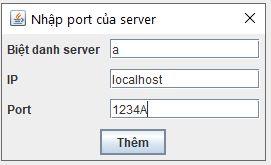 Nhập port của server
Biệt danh server a
IP localhost
Port 1234A
Thêm